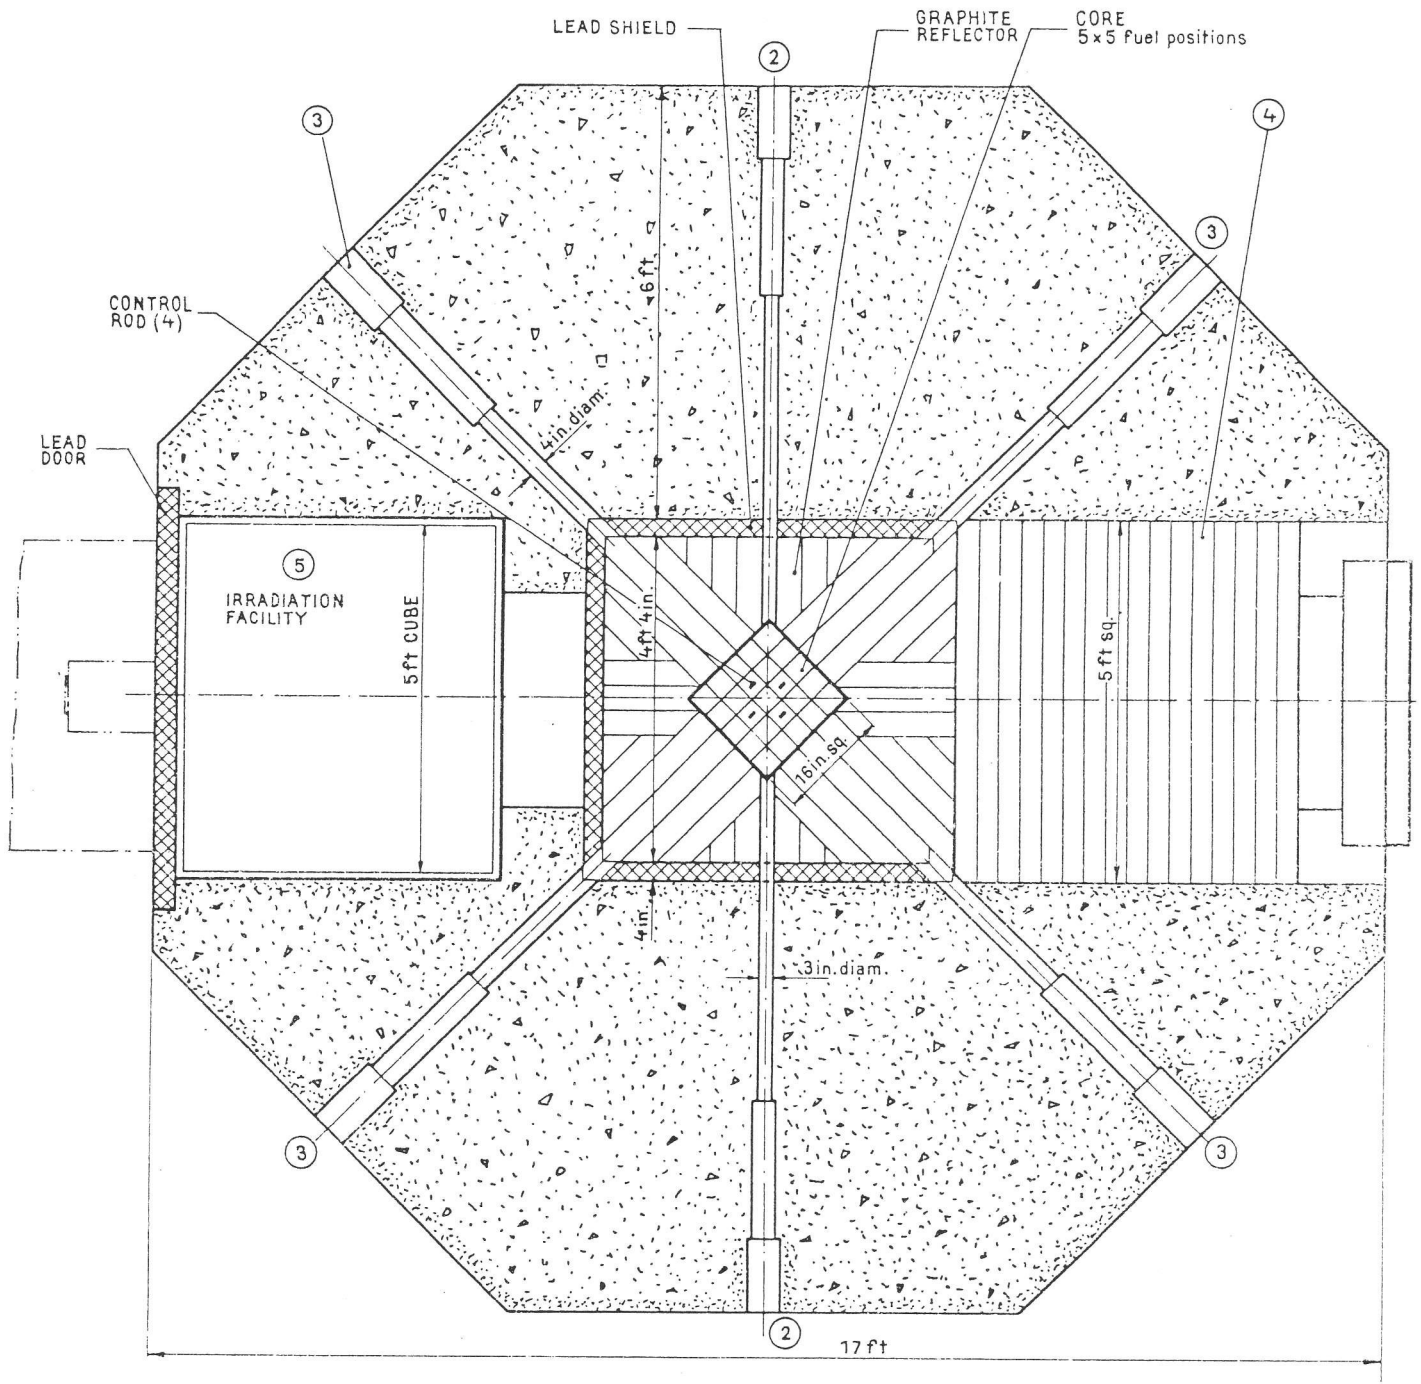 LEAD SHIELD
GRAPHITE
REFLECTOR
CORE
5×5 fuel positions
2
3
4
3
6ft
CONTROL
ROD (4)
4in. diam.
LEAD
DOOR
5
IRRADIATION
FACILITY
5ft CUBE
4ft 4in.
5ft sq.
16in. sq.
4in.
3in. diam.
3
3
2
17ft